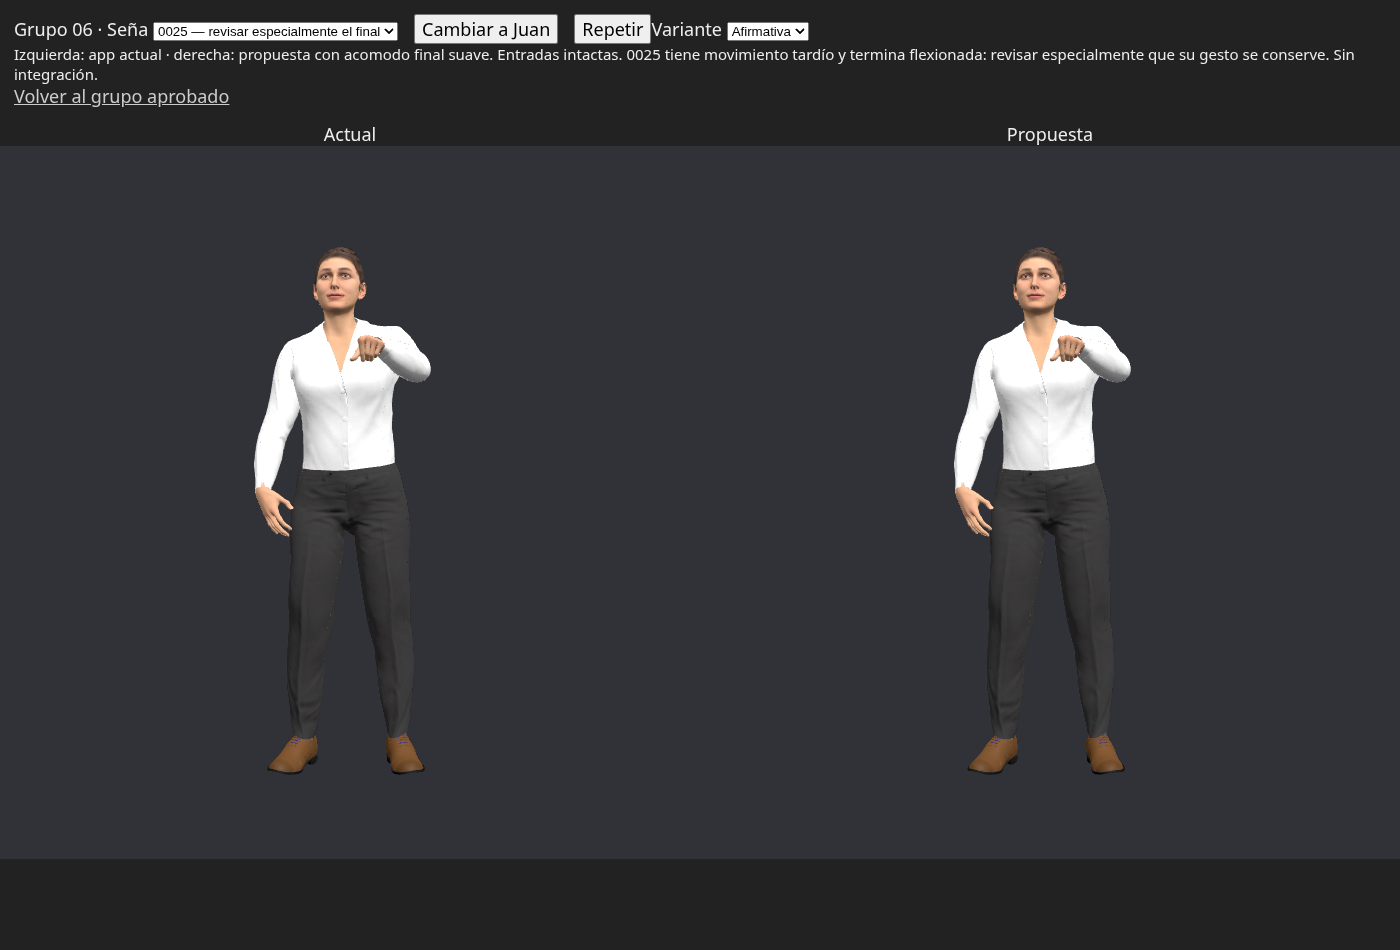 Grupo 06 · Seña 0025 — revisar especialmente el final Cambiar a Juan Repetir Variante Afirmativa
Izquierda: app actual · derecha: propuesta con acomodo final suave. Entradas intactas. 0025 tiene movimiento tardío y termina flexionada: revisar especialmente que su gesto se conserve. Sin
integración.
Volver al grupo aprobado
Actual
Propuesta